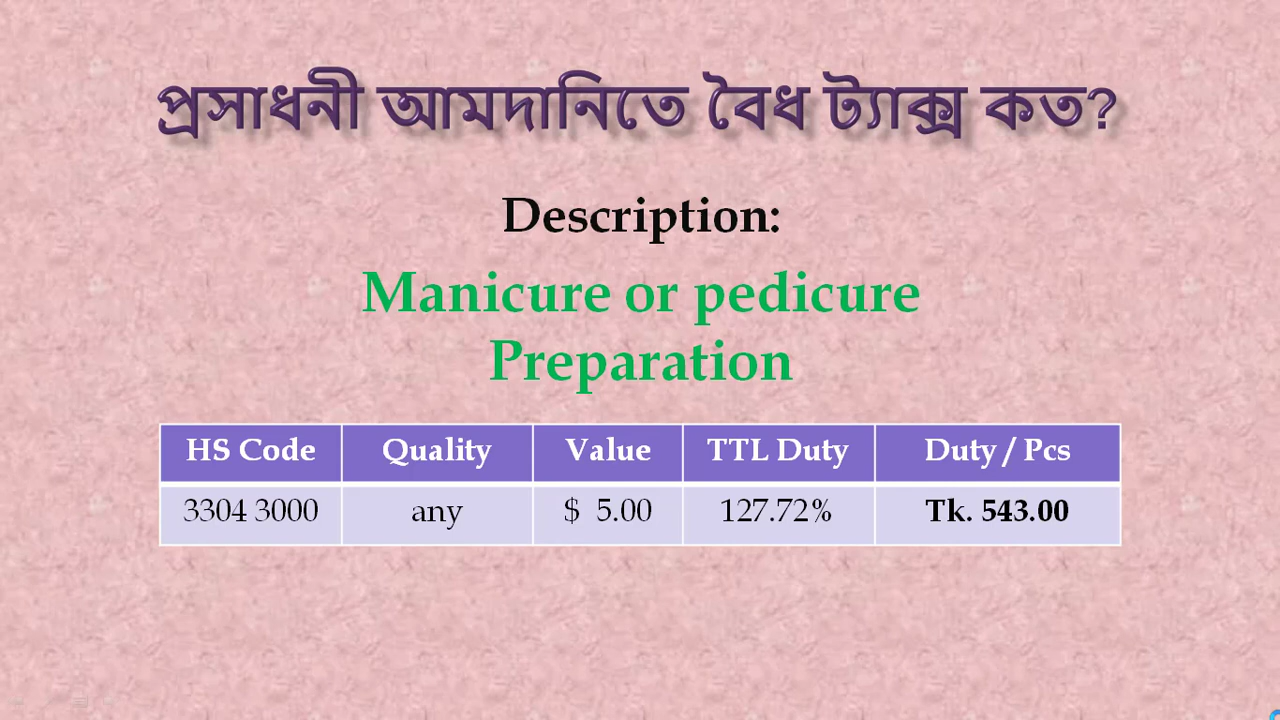 প্রসাধনী আমদানিতে বৈধ ট্যাক্স কত?
Description:
Manicure or pedicure
Preparation
HS Code Quality Value TTL Duty Duty / Pcs
3304 3000 any $ 5.00 127.72% Tk. 543.00